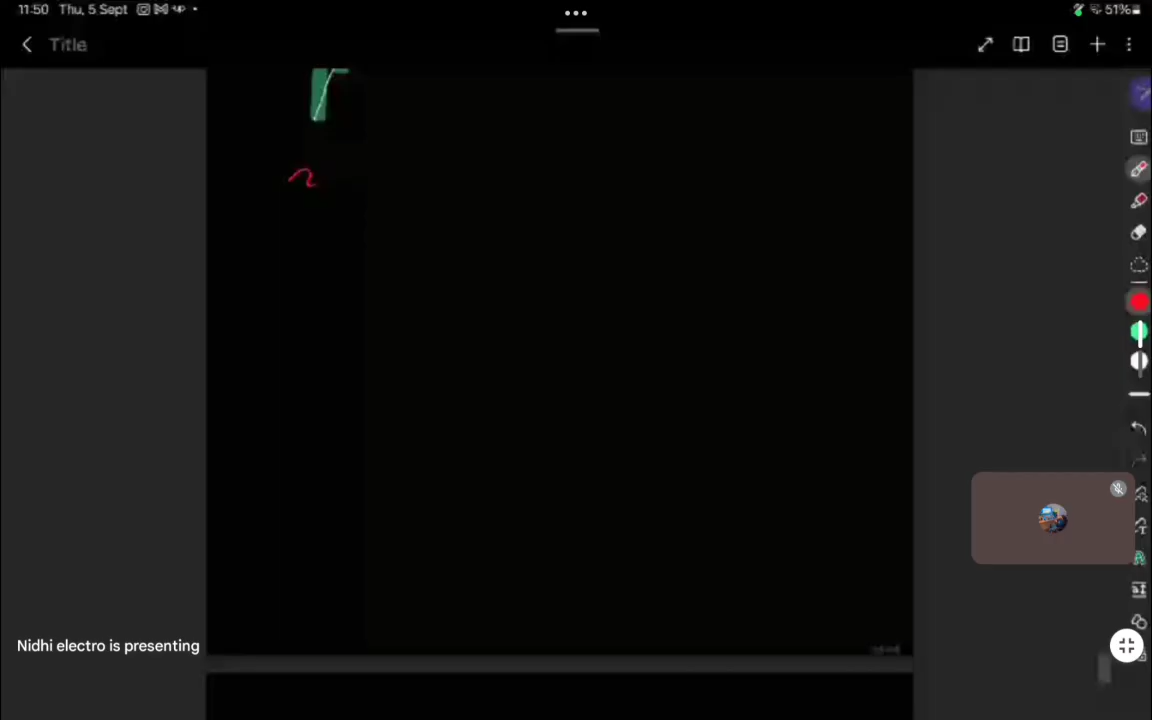 11:50 Thu, 5 Sept 51%
Title
Nidhi electro is presenting